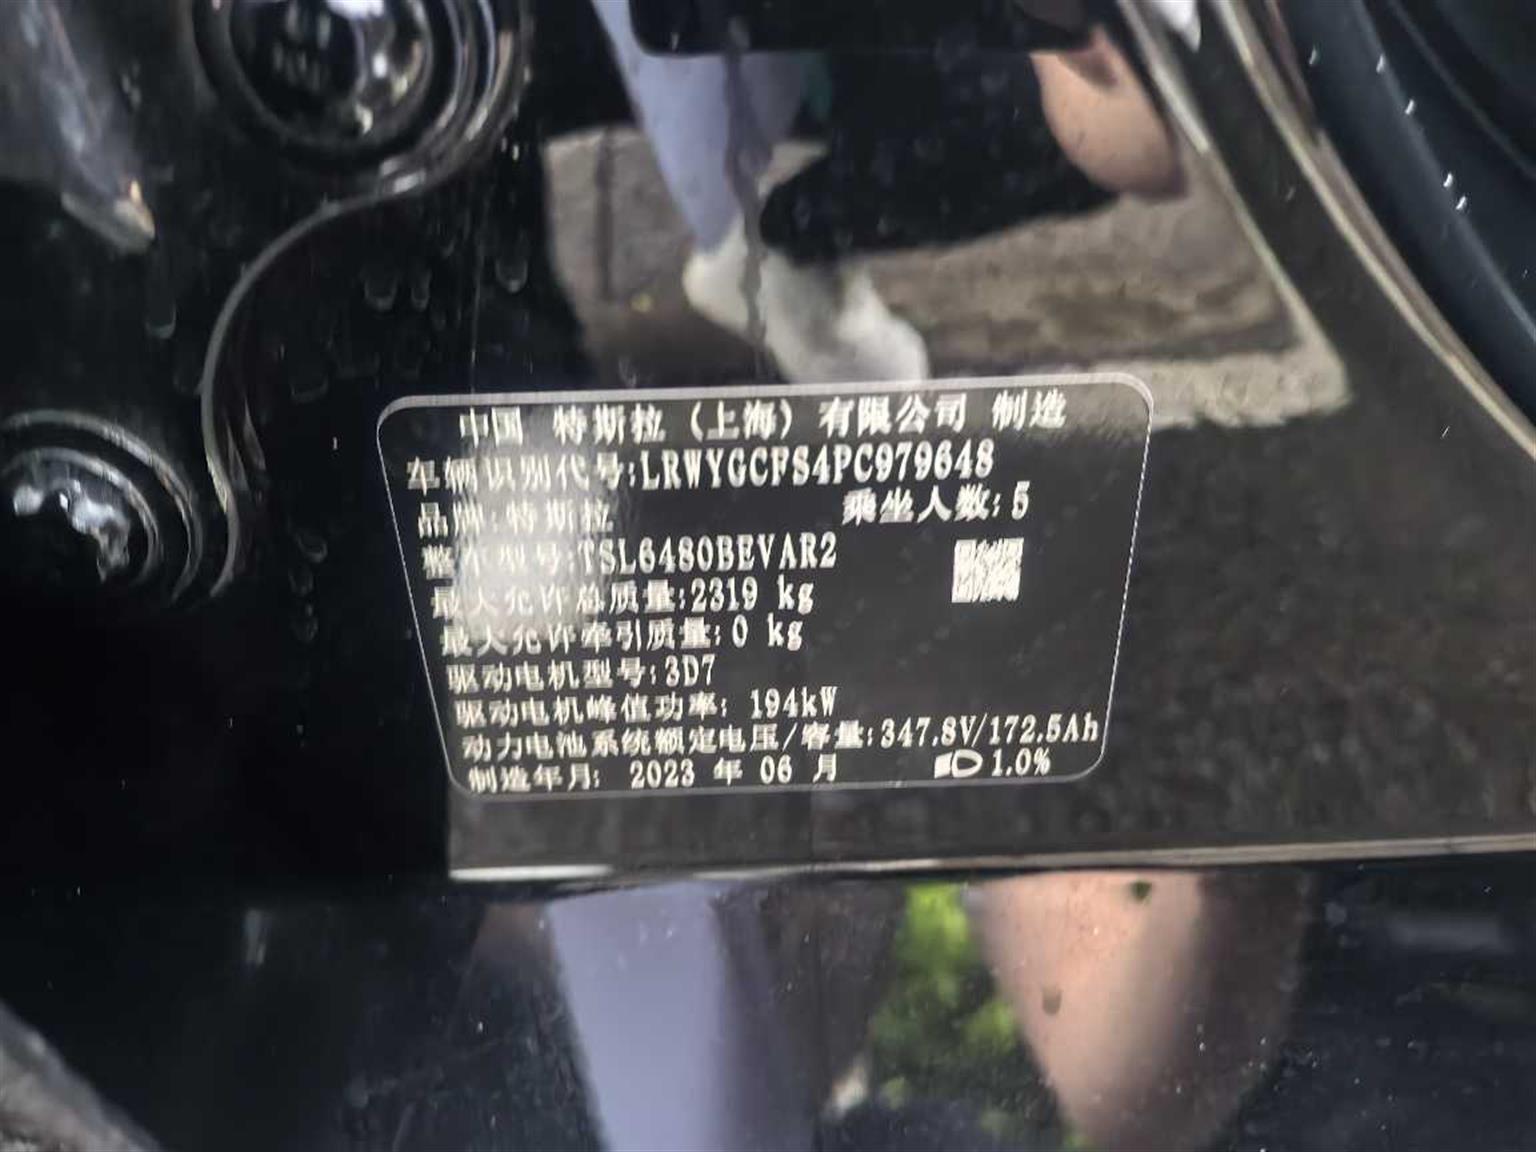 中国 特斯拉（上海）有限公司 制造
车辆识别代号:LRWYGCFS4PC979648
品牌:特斯拉 乘坐人数:5
整车型号:TSL6480BEVAR2
最大允许总质量:2319 kg
最大允许牵引质量:0 kg
驱动电机型号:3D7
驱动电机峰值功率: 194kW
动力电池系统额定电压/容量:347.8V/172.5Ah
制造年月: 2023 年 06 月 1.0%